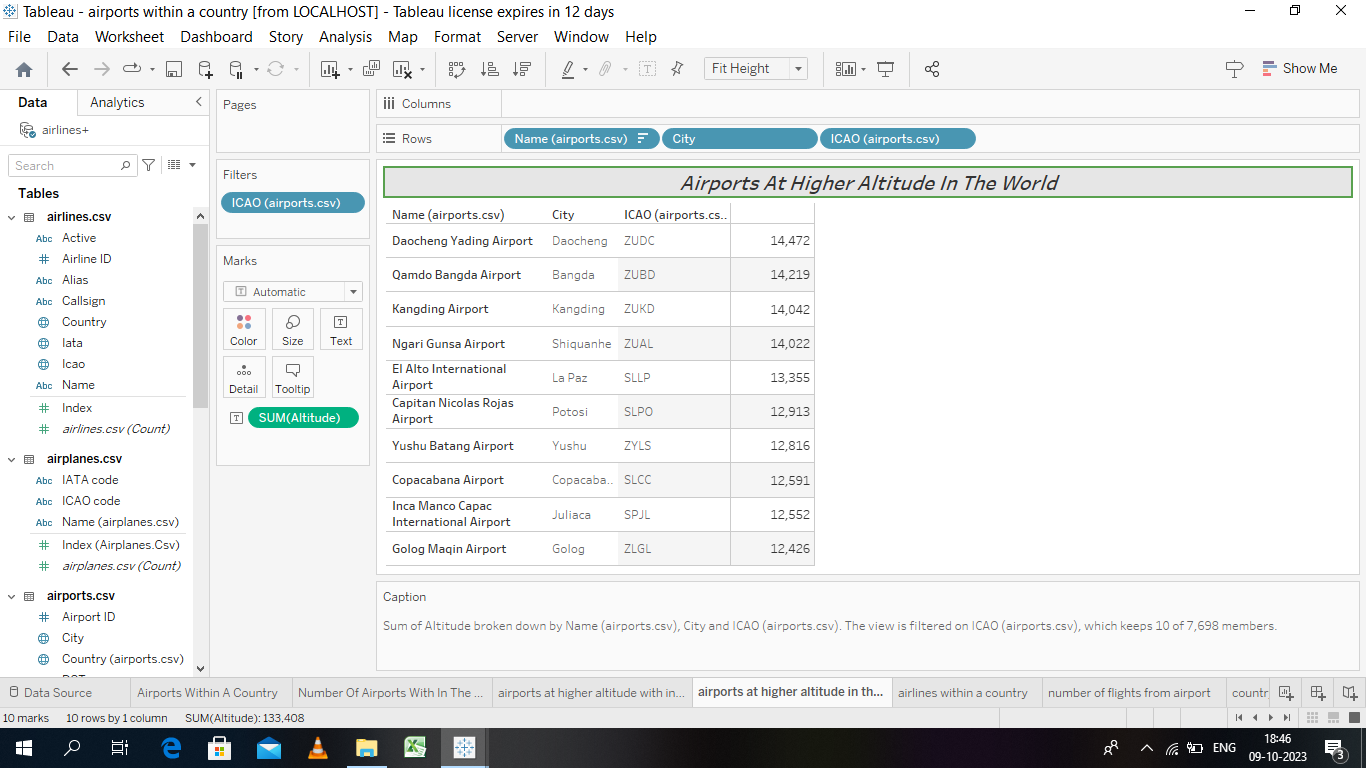 Tableau - airports within a country [from LOCALHOST] - Tableau license expires in 12 days
File Data Worksheet Dashboard Story Analysis Map Format Server Window Help
Fit Height
Show Me
Data Analytics
airlines+
Search
Tables
airlines.csv
Abc Active
# Airline ID
Abc Alias
Abc Callsign
Country
Iata
Icao
Abc Name
# Index
# airlines.csv (Count)
airplanes.csv
Abc IATA code
Abc ICAO code
Abc Name (airplanes.csv)
# Index (Airplanes.Csv)
# airplanes.csv (Count)
airports.csv
# Airport ID
City
Country (airports.csv)
Pages
Filters
ICAO (airports.csv)
Marks
T Automatic
Color Size Text
Detail Tooltip
T SUM(Altitude)
Columns
Rows Name (airports.csv) City ICAO (airports.csv)
Airports At Higher Altitude In The World
Name (airports.csv) City ICAO (airports.cs..
Daocheng Yading Airport Daocheng ZUDC 14,472
Qamdo Bangda Airport Bangda ZUBD 14,219
Kangding Airport Kangding ZUKD 14,042
Ngari Gunsa Airport Shiquanhe ZUAL 14,022
El Alto International
Airport La Paz SLLP 13,355
Capitan Nicolas Rojas
Airport Potosi SLPO 12,913
Yushu Batang Airport Yushu ZYLS 12,816
Copacabana Airport Copacaba.. SLCC 12,591
Inca Manco Capac
International Airport Juliaca SPJL 12,552
Golog Maqin Airport Golog ZLGL 12,426
Caption
Sum of Altitude broken down by Name (airports.csv), City and ICAO (airports.csv). The view is filtered on ICAO (airports.csv), which keeps 10 of 7,698 members.
Data Source Airports Within A Country Number Of Airports With In The ... airports at higher altitude with in... airports at higher altitude in th... airlines within a country number of flights from airport countr
10 marks 10 rows by 1 column SUM(Altitude): 133,408
ENG 18:46
09-10-2023 3